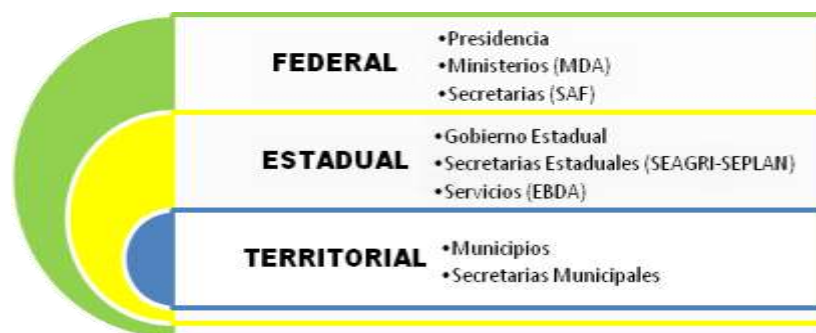 FEDERAL
•Presidencia
•Ministerios (MDA)
•Secretarias (SAF)
ESTADUAL
•Gobierno Estadual
•Secretarias Estaduales (SEAGRI-SEPLAN)
•Servicios (EBDA)
TERRITORIAL
•Municipios
•Secretarias Municipales